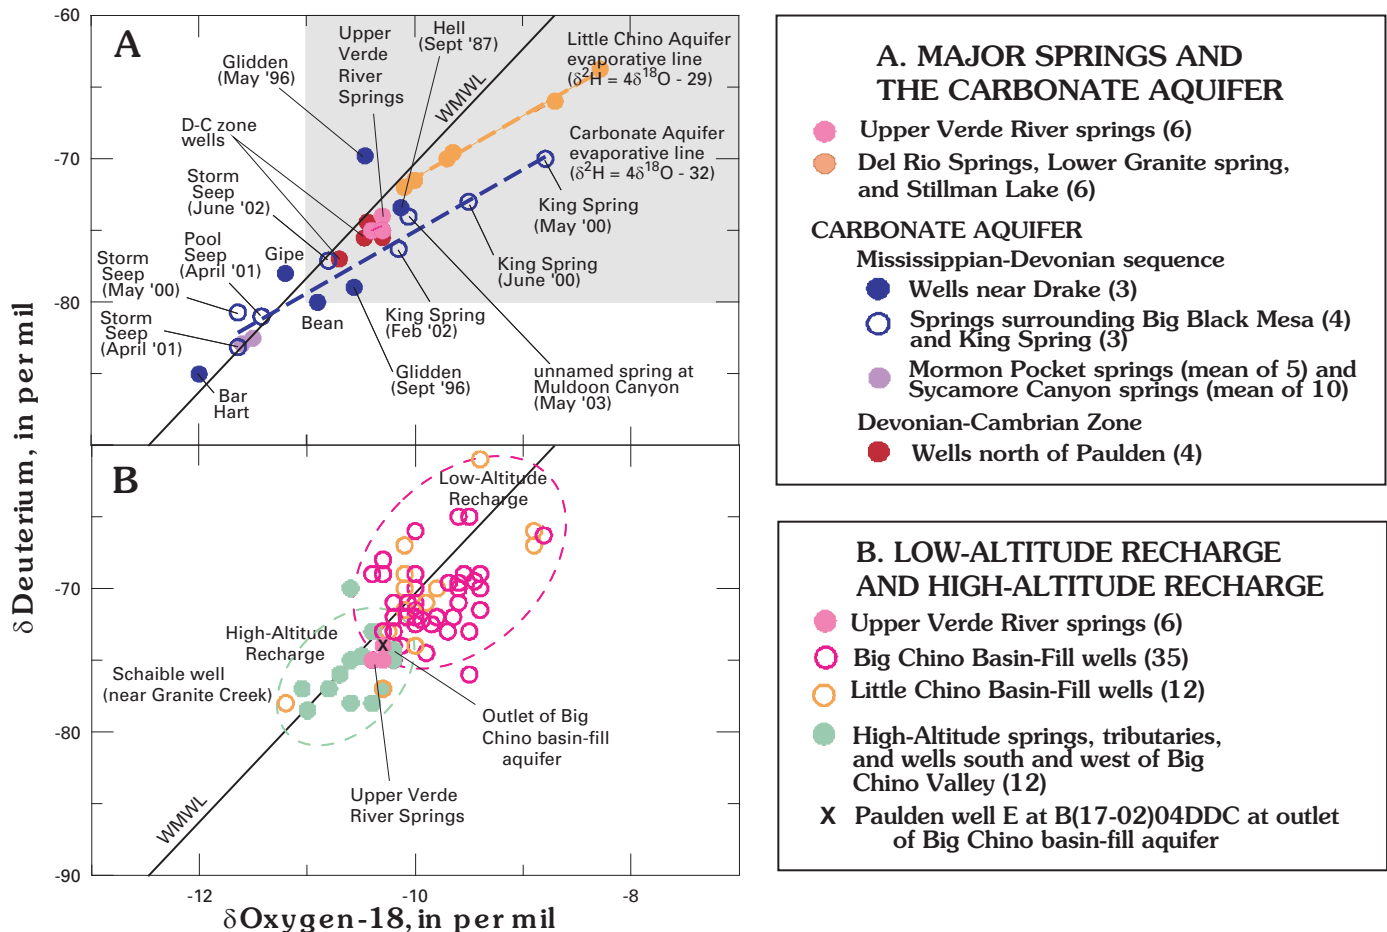 A
-60
-70
-80
Glidden
(May '96)
Upper
Verde
River
Springs
Hell
(Sept '87)
WMWL
Little Chino Aquifer
evaporative line
(δ²H = 4δ¹⁸O - 29)
D-C zone
wells
Carbonate Aquifer
evaporative line
(δ²H = 4δ¹⁸O - 32)
Storm
Seep
(June '02)
King Spring
(May '00)
Pool
Seep
(April '01)
Gipe
Storm
Seep
(May '00)
King Spring
(June '00)
Storm
Seep
(April '01)
Bean
King Spring
(Feb '02)
Bar
Hart
Glidden
(Sept '96)
unnamed spring at
Muldoon Canyon
(May '03)
B
-70
-80
-90
Low-Altitude
Recharge
High-Altitude
Recharge
Schaible well
(near Granite Creek)
x
Outlet of Big
Chino basin-fill
aquifer
Upper Verde
River Springs
WMWL
-12
-10
-8
δDeuterium, in per mil
δOxygen-18, in per mil
A. MAJOR SPRINGS AND
THE CARBONATE AQUIFER
Upper Verde River springs (6)
Del Rio Springs, Lower Granite spring,
and Stillman Lake (6)
CARBONATE AQUIFER
Mississippian-Devonian sequence
Wells near Drake (3)
Springs surrounding Big Black Mesa (4)
and King Spring (3)
Mormon Pocket springs (mean of 5) and
Sycamore Canyon springs (mean of 10)
Devonian-Cambrian Zone
Wells north of Paulden (4)
B. LOW-ALTITUDE RECHARGE
AND HIGH-ALTITUDE RECHARGE
Upper Verde River springs (6)
Big Chino Basin-Fill wells (35)
Little Chino Basin-Fill wells (12)
High-Altitude springs, tributaries,
and wells south and west of Big
Chino Valley (12)
x Paulden well E at B(17-02)04DDC at outlet
of Big Chino basin-fill aquifer